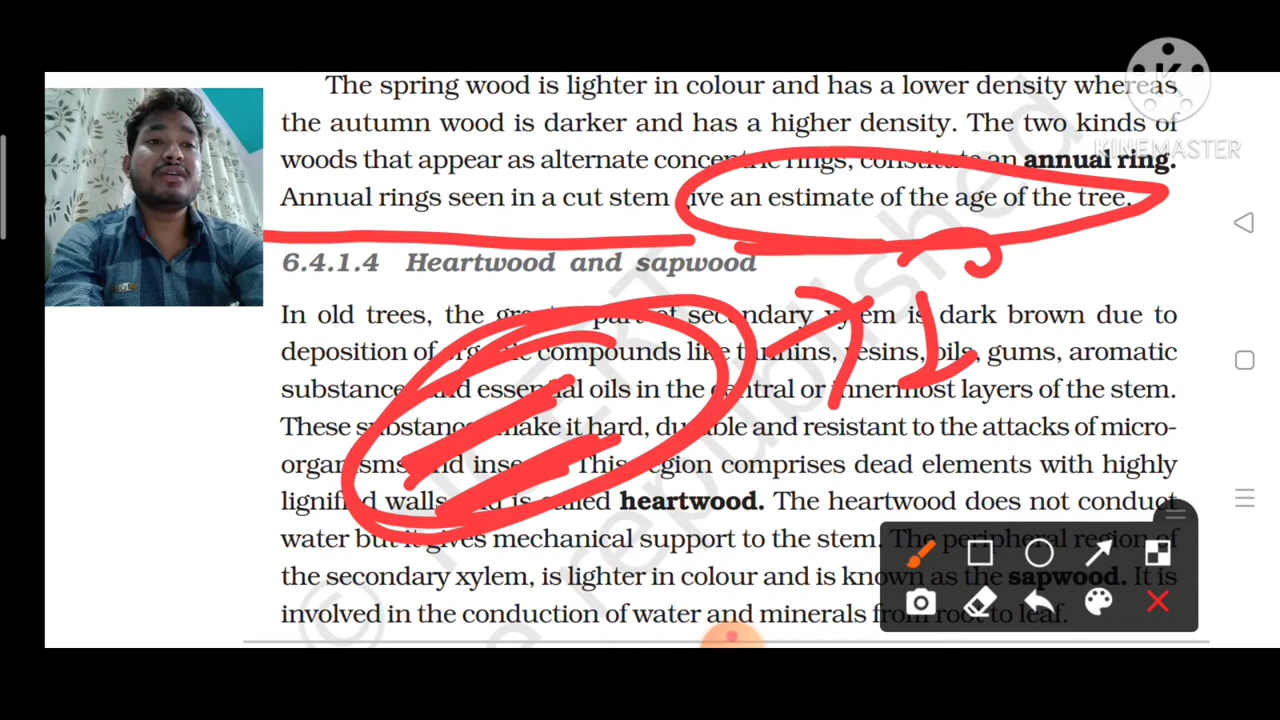 The spring wood is lighter in colour and has a lower density whereas
the autumn wood is darker and has a higher density. The two kinds of
woods that appear as alternate concentric rings, constitute an annual ring.
Annual rings seen in a cut stem give an estimate of the age of the tree.
6.4.1.4 Heartwood and sapwood
In old trees, the greater part of secondary xylem is dark brown due to
deposition of organic compounds like tannins, resins, oils, gums, aromatic
substances and essential oils in the central or innermost layers of the stem.
These substances make it hard, durable and resistant to the attacks of micro-
organisms and insects. This region comprises dead elements with highly
lignified walls and is called heartwood. The heartwood does not conduct
water but it gives mechanical support to the stem. The peripheral region of
the secondary xylem, is lighter in colour and is known as the sapwood. It is
involved in the conduction of water and minerals from root to leaf.
K
KINEMASTER
© NCERT
republished